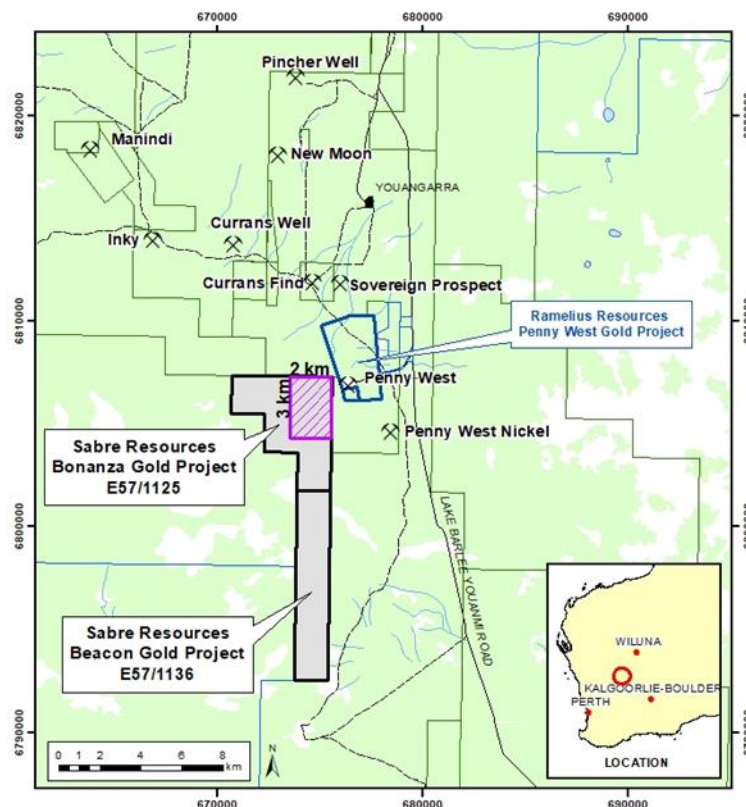 670000
680000
690000
Pincher Well
6820000
6820000
Manindi
New Moon
YOUANGARRA
Currans Well
Inky
Currans Find
Sovereign Prospect
6810000
6810000
Ramelius Resources
Penny West Gold Project
2 km
3 km
Penny West
Penny West Nickel
Sabre Resources
Bonanza Gold Project
E57/1125
6800000
LAKE BARLEE YOUANMI ROAD
Sabre Resources
Beacon Gold Project
E57/1136
WILUNA
KALGOORLIE-BOULDER
PERTH
LOCATION
6790000
6790000
0 2 4 6 8
km
N
670000
680000
690000